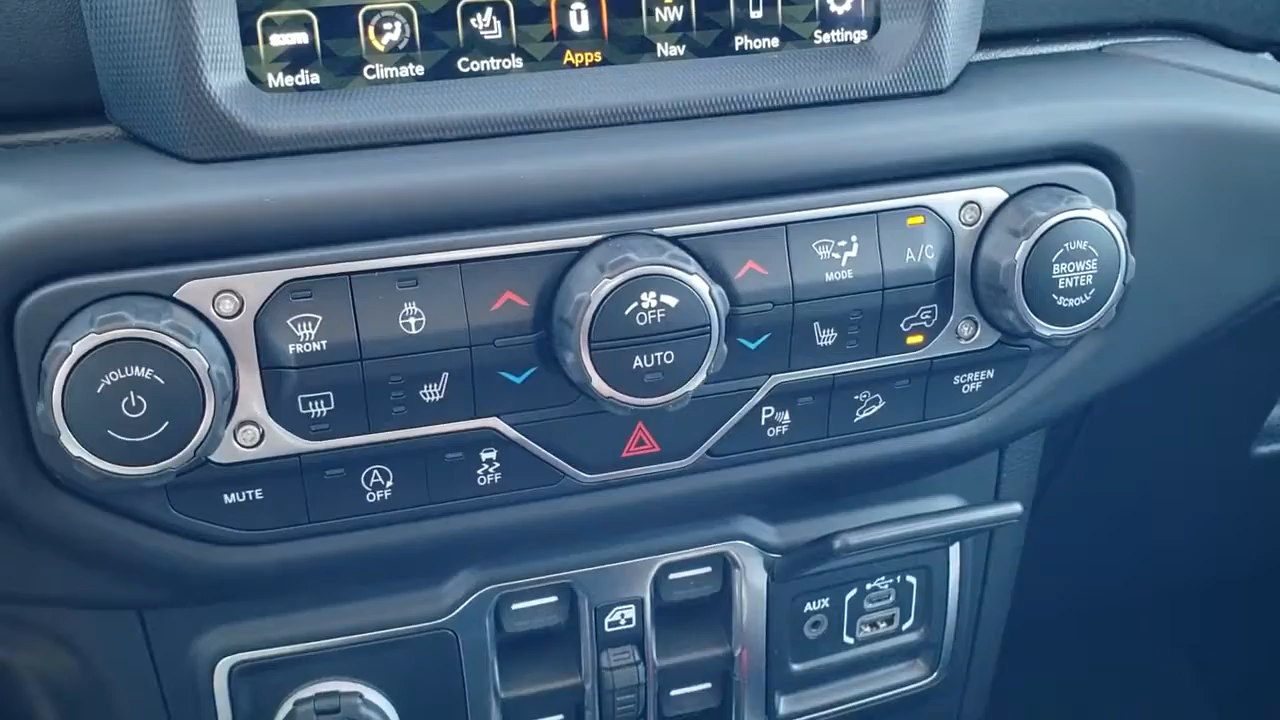 Media
Climate
Controls
Apps
NW
Nav
Phone
Settings
VOLUME
FRONT
OFF
AUTO
MODE
A/C
TUNE
BROWSE
ENTER
SCROLL
MUTE
A
OFF
OFF
P
OFF
SCREEN
OFF
AUX
1